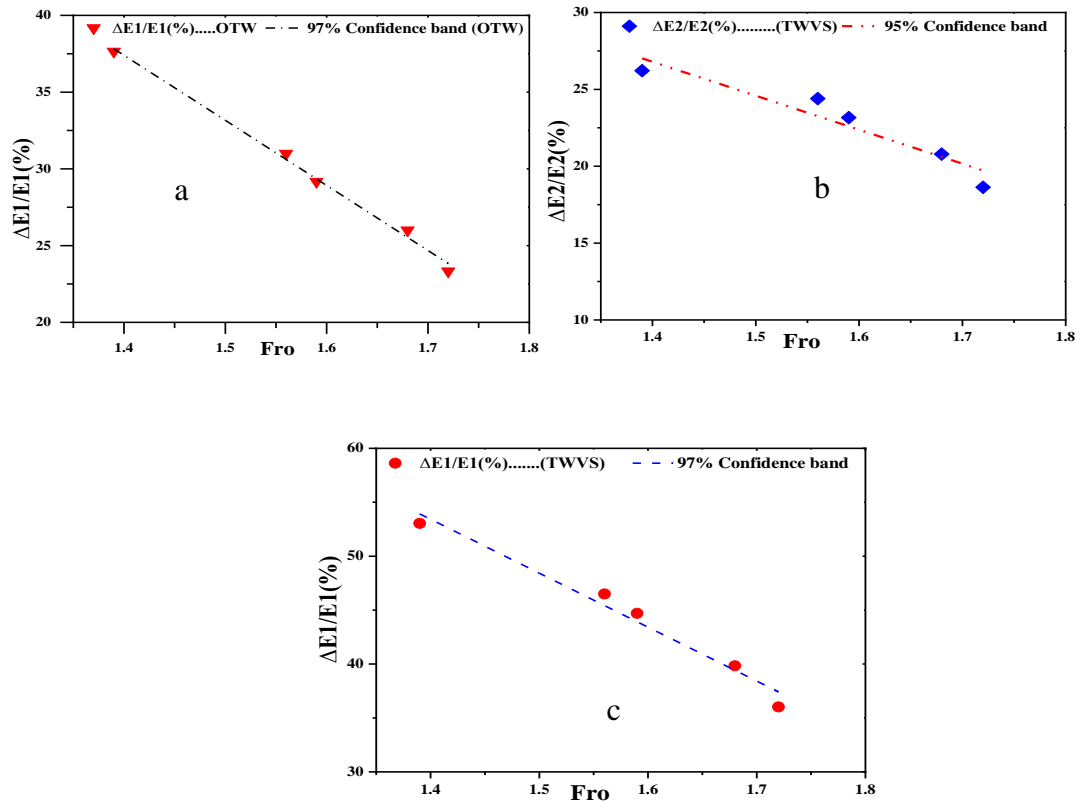 ΔE1/E1(%).....OTW 97% Confidence band (OTW)
40
35
30
25
20
ΔE1/E1(%)
a
1.4 1.5 1.6 1.7 1.8
Fro
ΔE2/E2(%).........(TWVS) 95% Confidence band
30
25
20
15
10
ΔE2/E2(%)
b
1.4 1.5 1.6 1.7 1.8
Fro
ΔE1/E1(%).......(TWVS) 97% Confidence band
60
50
40
30
ΔE1/E1(%)
c
1.4 1.5 1.6 1.7 1.8
Fro